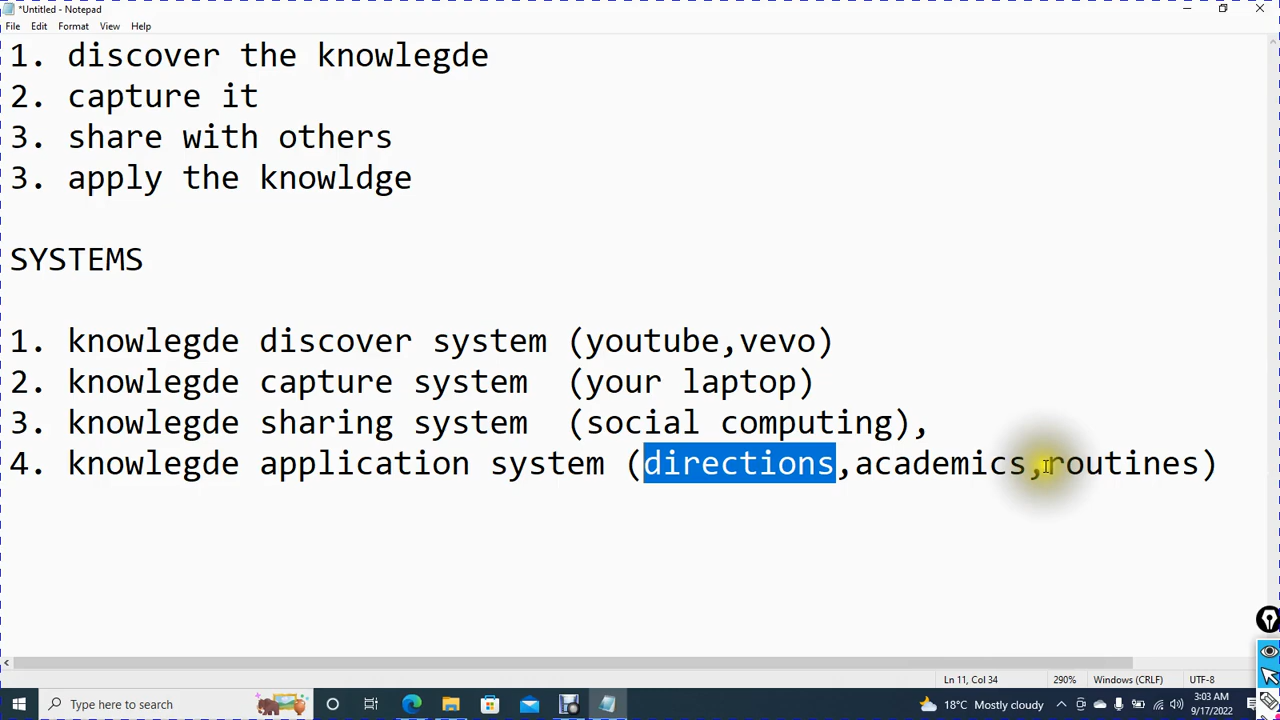 *Untitled - Notepad
File Edit Format View Help
1. discover the knowlegde
2. capture it
3. share with others
3. apply the knowldge
SYSTEMS
1. knowlegde discover system (youtube,vevo)
2. knowlegde capture system  (your laptop)
3. knowlegde sharing system  (social computing),
4. knowlegde application system (directions,academics,routines)
Ln 11, Col 34 290% Windows (CRLF) UTF-8
Type here to search 18°C Mostly cloudy 3:03 AM
9/17/2022